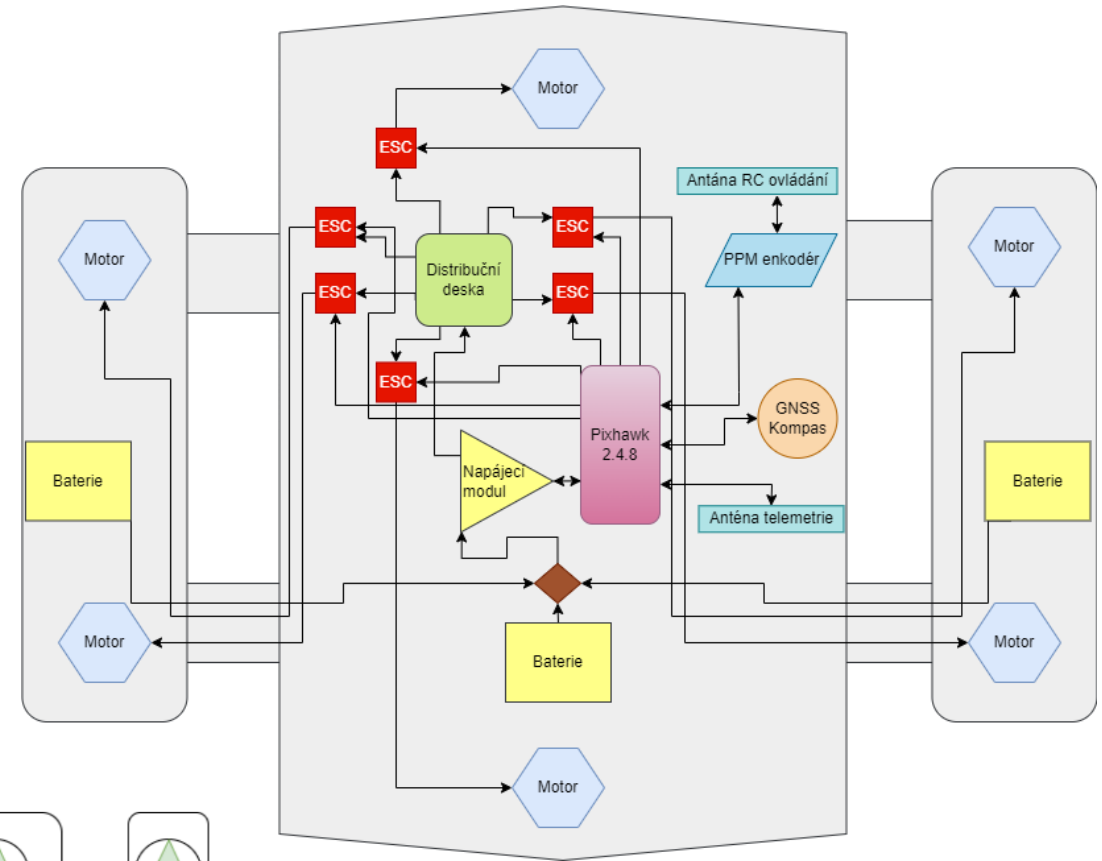 Motor
ESC
Antána RC ovládání
ESC
ESC
Motor
Motor
PPM enkodér
Distribuční
deska
ESC
ESC
ESC
GNSS
Kompas
Pixhawk
2.4.8
Napájecí
modul
Baterie
Baterie
Anténa telemetrie
Motor
Motor
Baterie
Motor